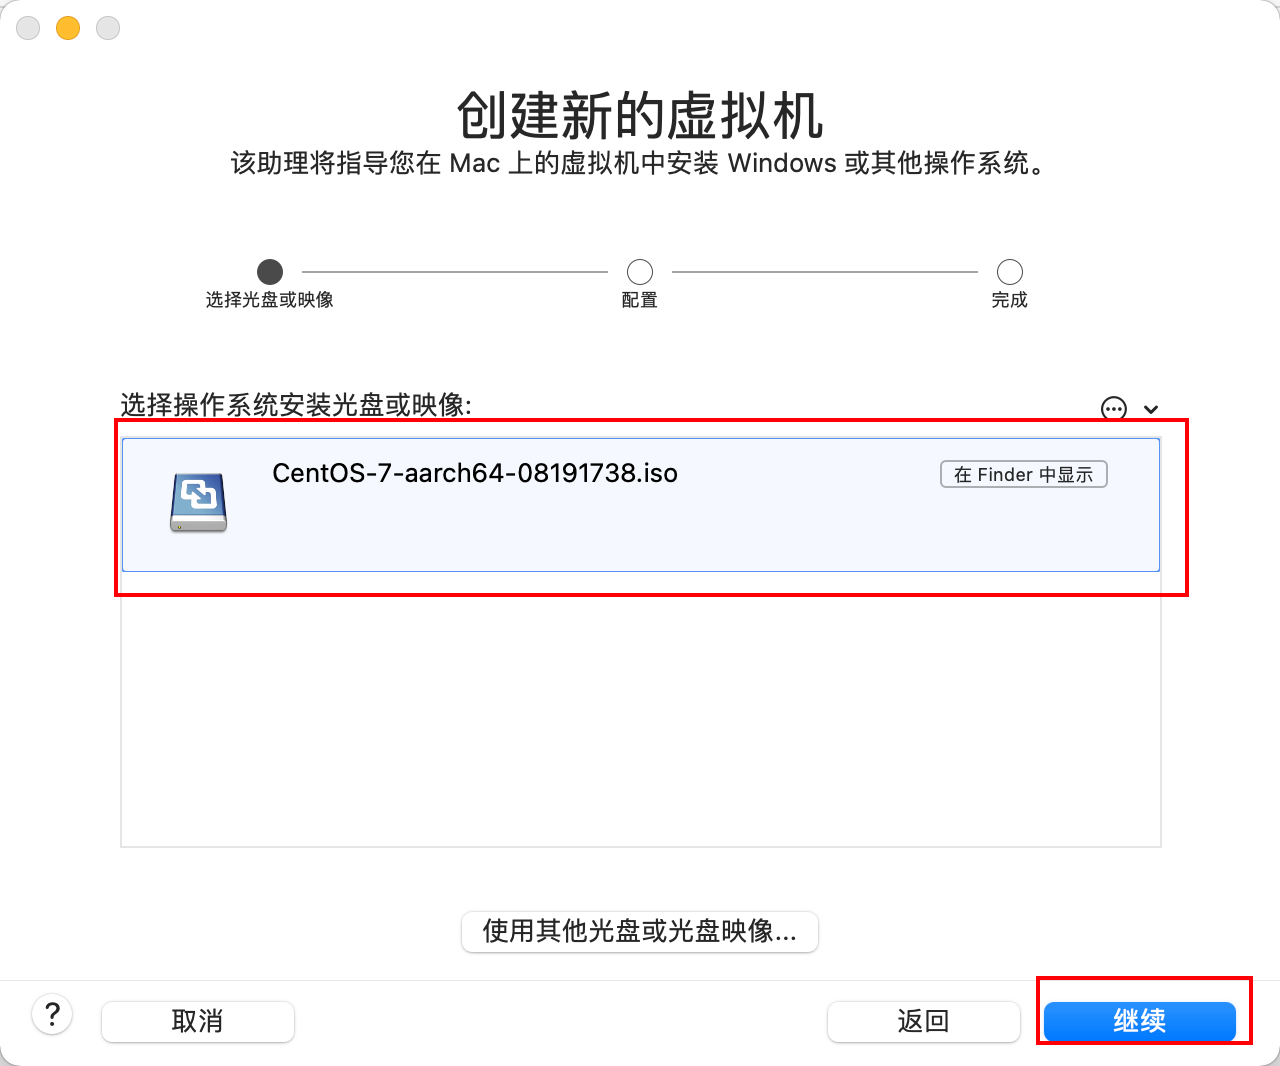 创建新的虚拟机
该助理将指导您在 Mac 上的虚拟机中安装 Windows 或其他操作系统。
选择光盘或映像
配置
完成
选择操作系统安装光盘或映像:
CentOS-7-aarch64-08191738.iso
在 Finder 中显示
使用其他光盘或光盘映像...
?
取消
返回
继续